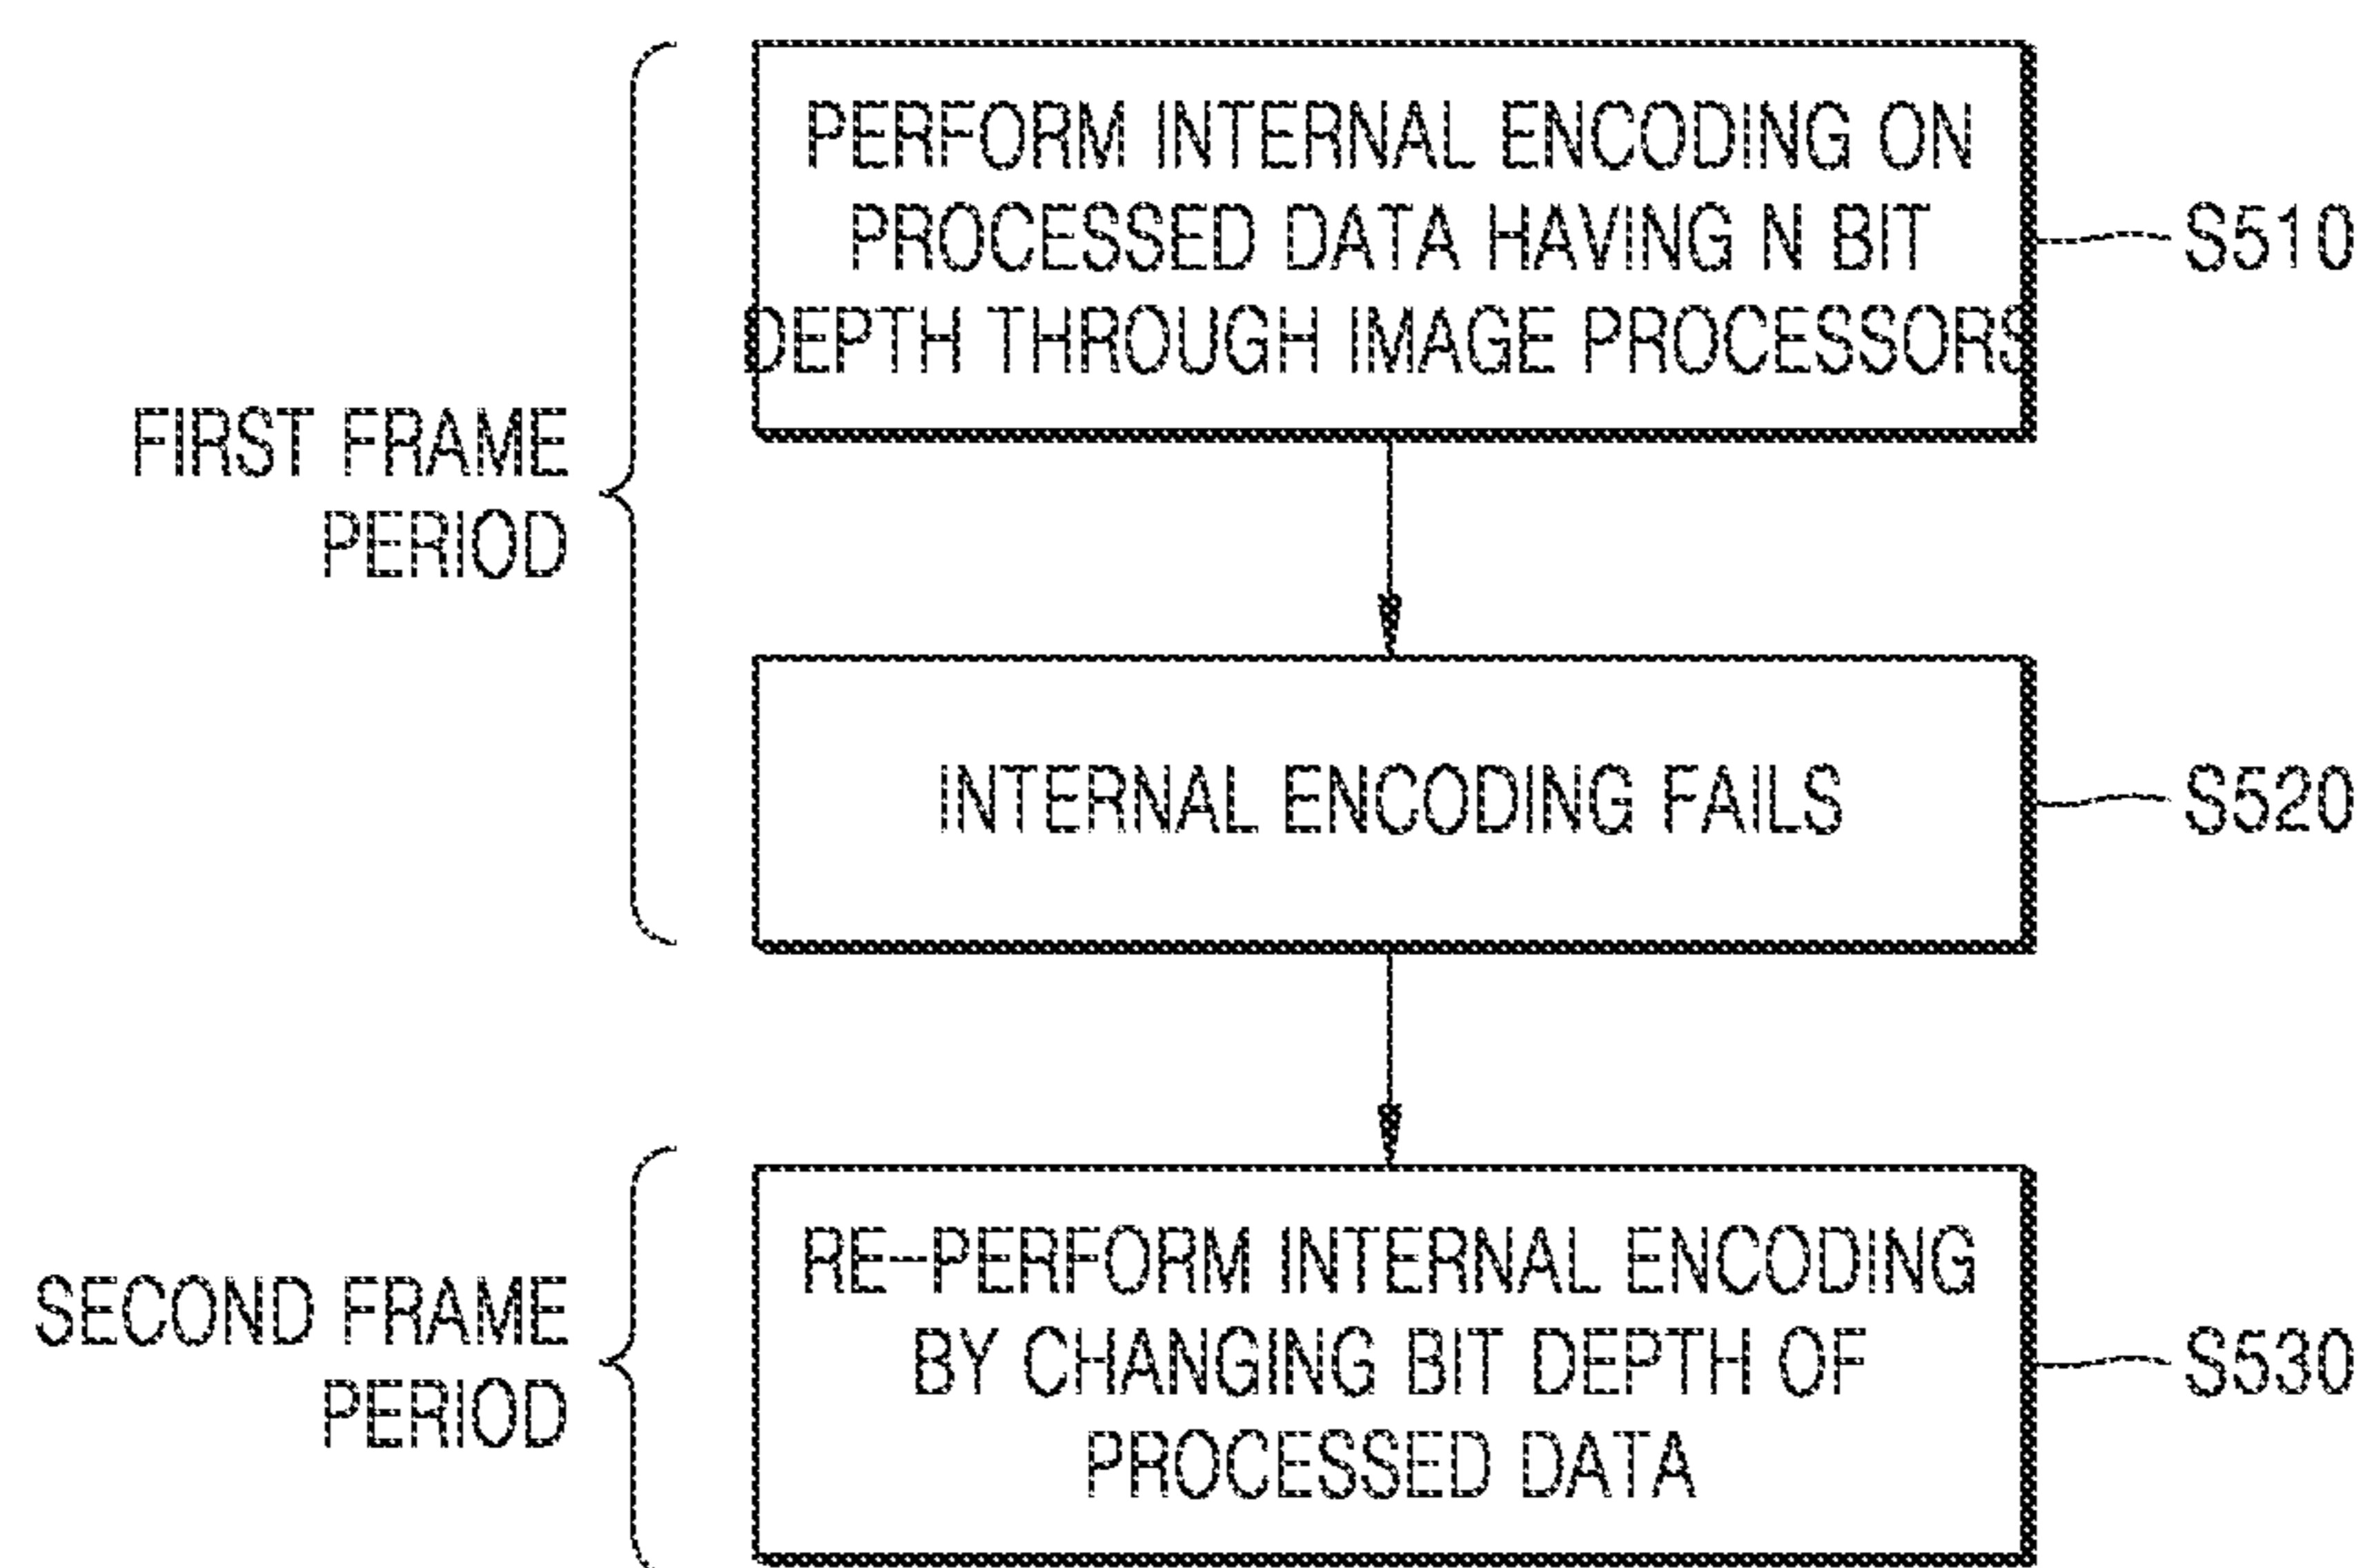 PERFORM INTERNAL ENCODING ON
PROCESSED DATA HAVING N BIT
DEPTH THROUGH IMAGE PROCESSORS
S510
FIRST FRAME
PERIOD
INTERNAL ENCODING FAILS
S520
SECOND FRAME
PERIOD
RE-PERFORM INTERNAL ENCODING
BY CHANGING BIT DEPTH OF
PROCESSED DATA
S530